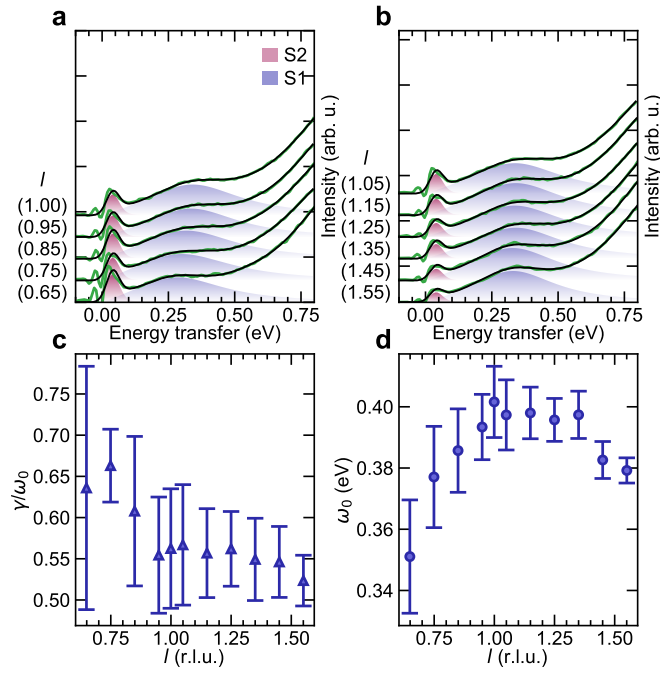 a
S2
S1
Intensity (arb. u.)
l
(1.00)
(0.95)
(0.85)
(0.75)
(0.65)
0.00 0.25 0.50 0.75
Energy transfer (eV)
b
Intensity (arb. u.)
l
(1.05)
(1.15)
(1.25)
(1.35)
(1.45)
(1.55)
0.00 0.25 0.50 0.75
Energy transfer (eV)
c
γ/ω₀
0.75
0.70
0.65
0.60
0.55
0.50
0.75 1.00 1.25 1.50
l (r.l.u.)
d
ω₀ (eV)
0.40
0.38
0.36
0.34
0.75 1.00 1.25 1.50
l (r.l.u.)